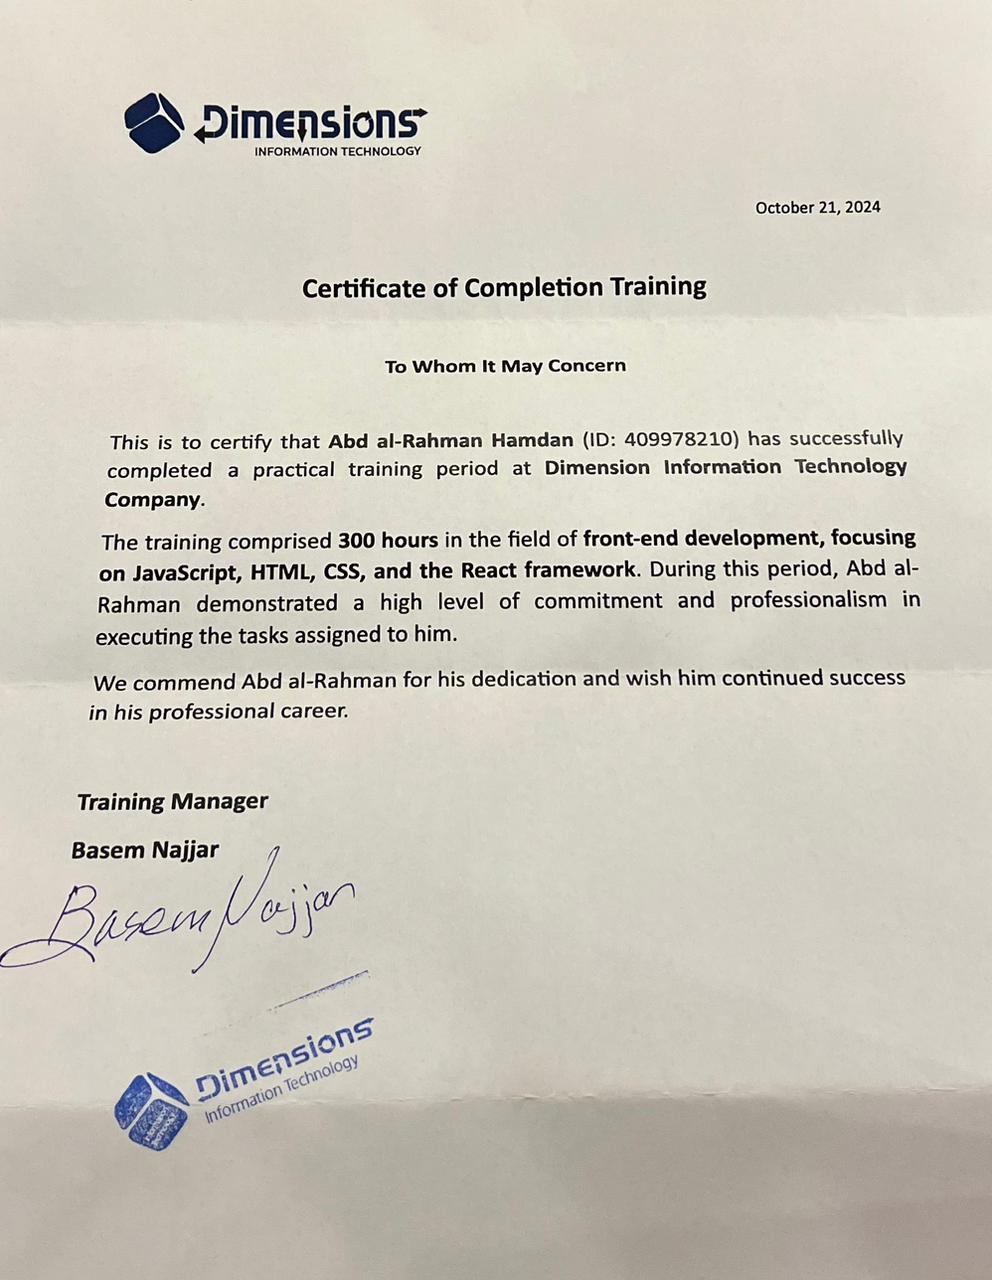 Dimensions
INFORMATION TECHNOLOGY
October 21, 2024
Certificate of Completion Training
To Whom It May Concern
This is to certify that Abd al-Rahman Hamdan (ID: 409978210) has successfully
completed a practical training period at Dimension Information Technology
Company.
The training comprised 300 hours in the field of front-end development, focusing
on JavaScript, HTML, CSS, and the React framework. During this period, Abd al-
Rahman demonstrated a high level of commitment and professionalism in
executing the tasks assigned to him.
We commend Abd al-Rahman for his dedication and wish him continued success
in his professional career.
Training Manager
Basem Najjar
Basem Najjar
Dimensions
Information Technology